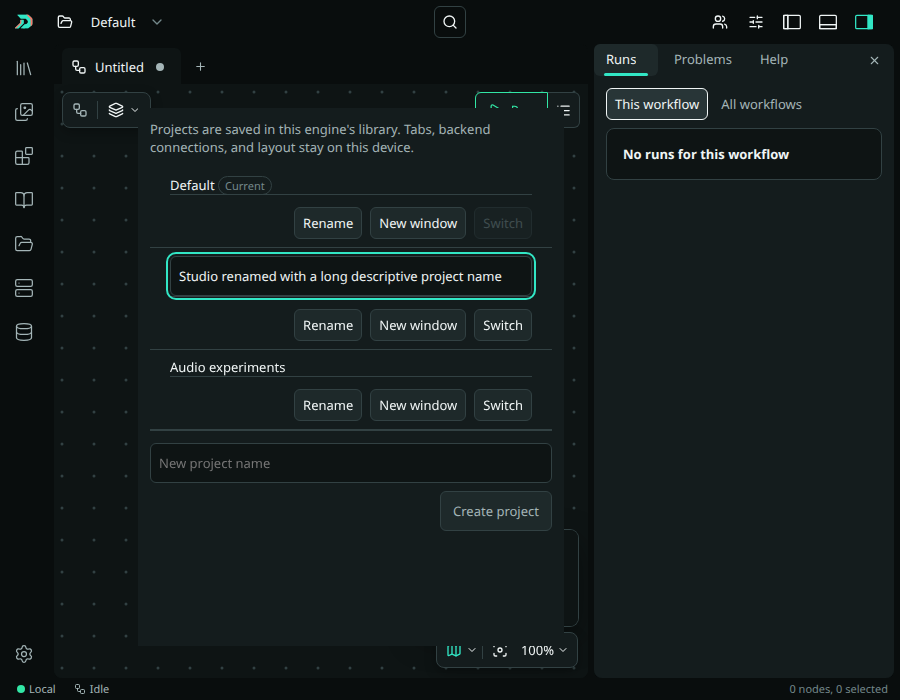 Default
Untitled
Runs
Problems
Help
This workflow
All workflows
No runs for this workflow
Projects are saved in this engine's library. Tabs, backend
connections, and layout stay on this device.
Default
Current
Rename
New window
Switch
Studio renamed with a long descriptive project name
Rename
New window
Switch
Audio experiments
Rename
New window
Switch
New project name
Create project
100%
Local
Idle
0 nodes, 0 selected